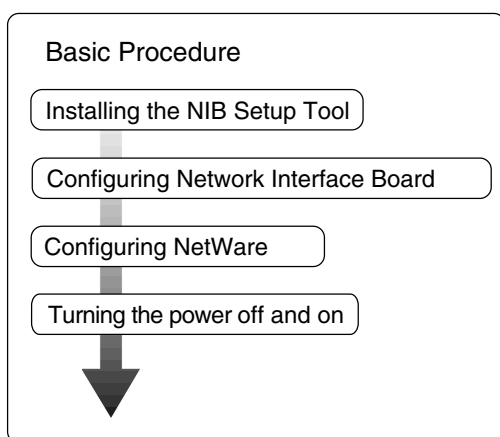 Basic Procedure
Installing the NIB Setup Tool
Configuring Network Interface Board
Configuring NetWare
Turning the power off and on